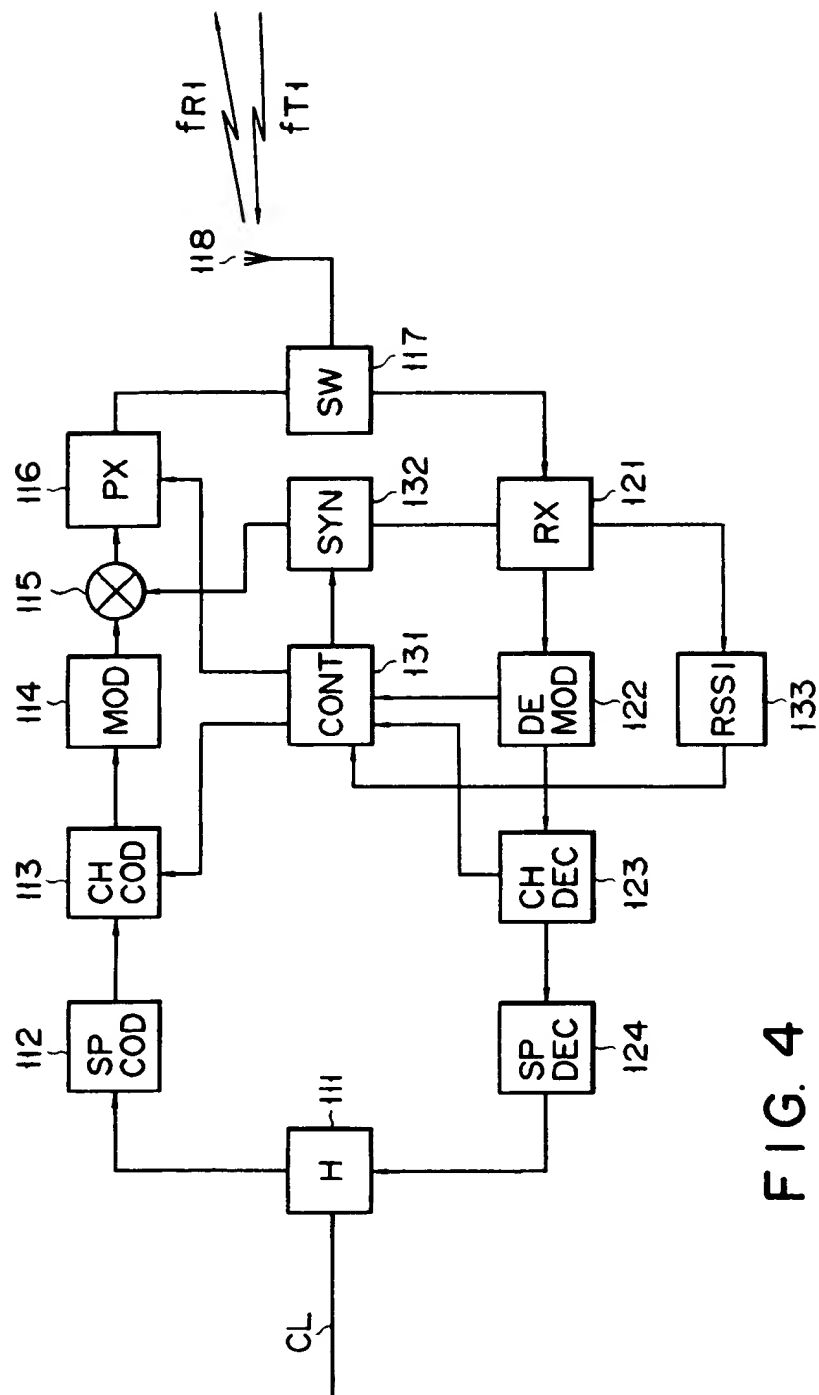 fR1
fT1
118
116
PX
SW
117
115
132
SYN
RX
121
114
MOD
CONT
131
DE
MOD
122
RSSI
133
113
CH
COD
CH
DEC
123
112
SP
COD
SP
DEC
124
111
H
CL
FIG. 4